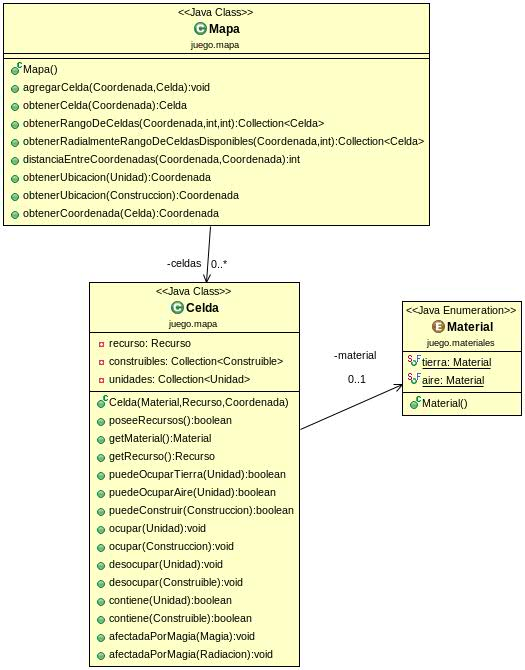 <<Java Class>>
Mapa
juego.mapa
Mapa()
agregarCelda(Coordenada,Celda):void
obtenerCelda(Coordenada):Celda
obtenerRangoDeCeldas(Coordenada,int,int):Collection<Celda>
obtenerRadialmenteRangoDeCeldasDisponibles(Coordenada,int):Collection<Celda>
distanciaEntreCoordenadas(Coordenada,Coordenada):int
obtenerUbicacion(Unidad):Coordenada
obtenerUbicacion(Construccion):Coordenada
obtenerCoordenada(Celda):Coordenada
-celdas 0..*
<<Java Class>>
Celda
juego.mapa
recurso: Recurso
construibles: Collection<Construible>
unidades: Collection<Unidad>
Celda(Material,Recurso,Coordenada)
poseeRecursos():boolean
getMaterial():Material
getRecurso():Recurso
puedeOcuparTierra(Unidad):boolean
puedeOcuparAire(Unidad):boolean
puedeConstruir(Construccion):boolean
ocupar(Unidad):void
ocupar(Construccion):void
desocupar(Unidad):void
desocupar(Construible):void
contiene(Unidad):boolean
contiene(Construible):boolean
afectadaPorMagia(Magia):void
afectadaPorMagia(Radiacion):void
-material
0..1
<<Java Enumeration>>
Material
juego.materiales
tierra: Material
aire: Material
Material()